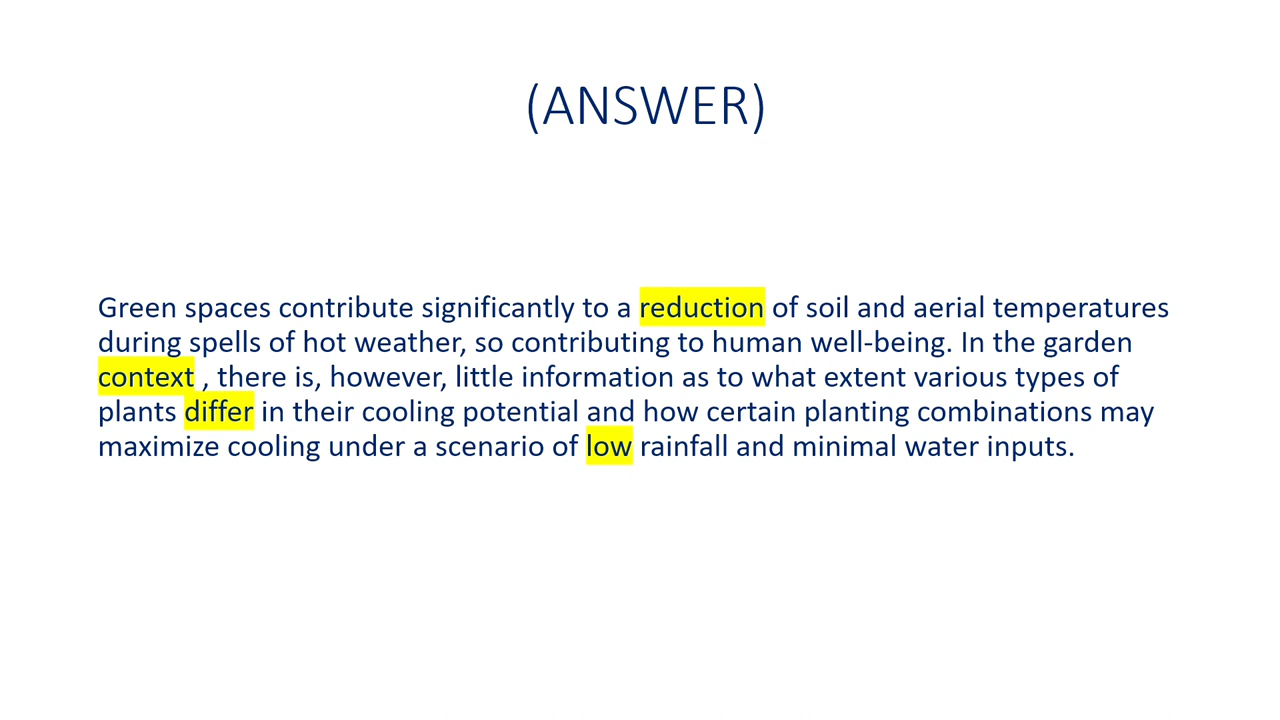 (ANSWER)
Green spaces contribute significantly to a reduction of soil and aerial temperatures
during spells of hot weather, so contributing to human well-being. In the garden
context , there is, however, little information as to what extent various types of
plants differ in their cooling potential and how certain planting combinations may
maximize cooling under a scenario of low rainfall and minimal water inputs.